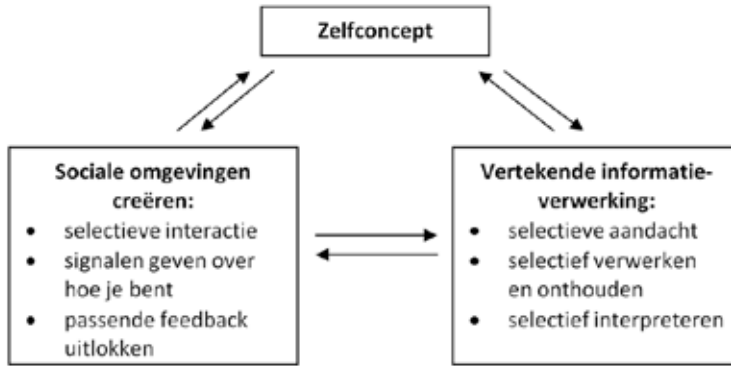 Zelfconcept
Sociale omgevingen
creëren:
• selectieve interactie
• signalen geven over
hoe je bent
• passende feedback
uitlokken
Vertekende informatie-
verwerking:
• selectieve aandacht
• selectief verwerken
en onthouden
• selectief interpreteren